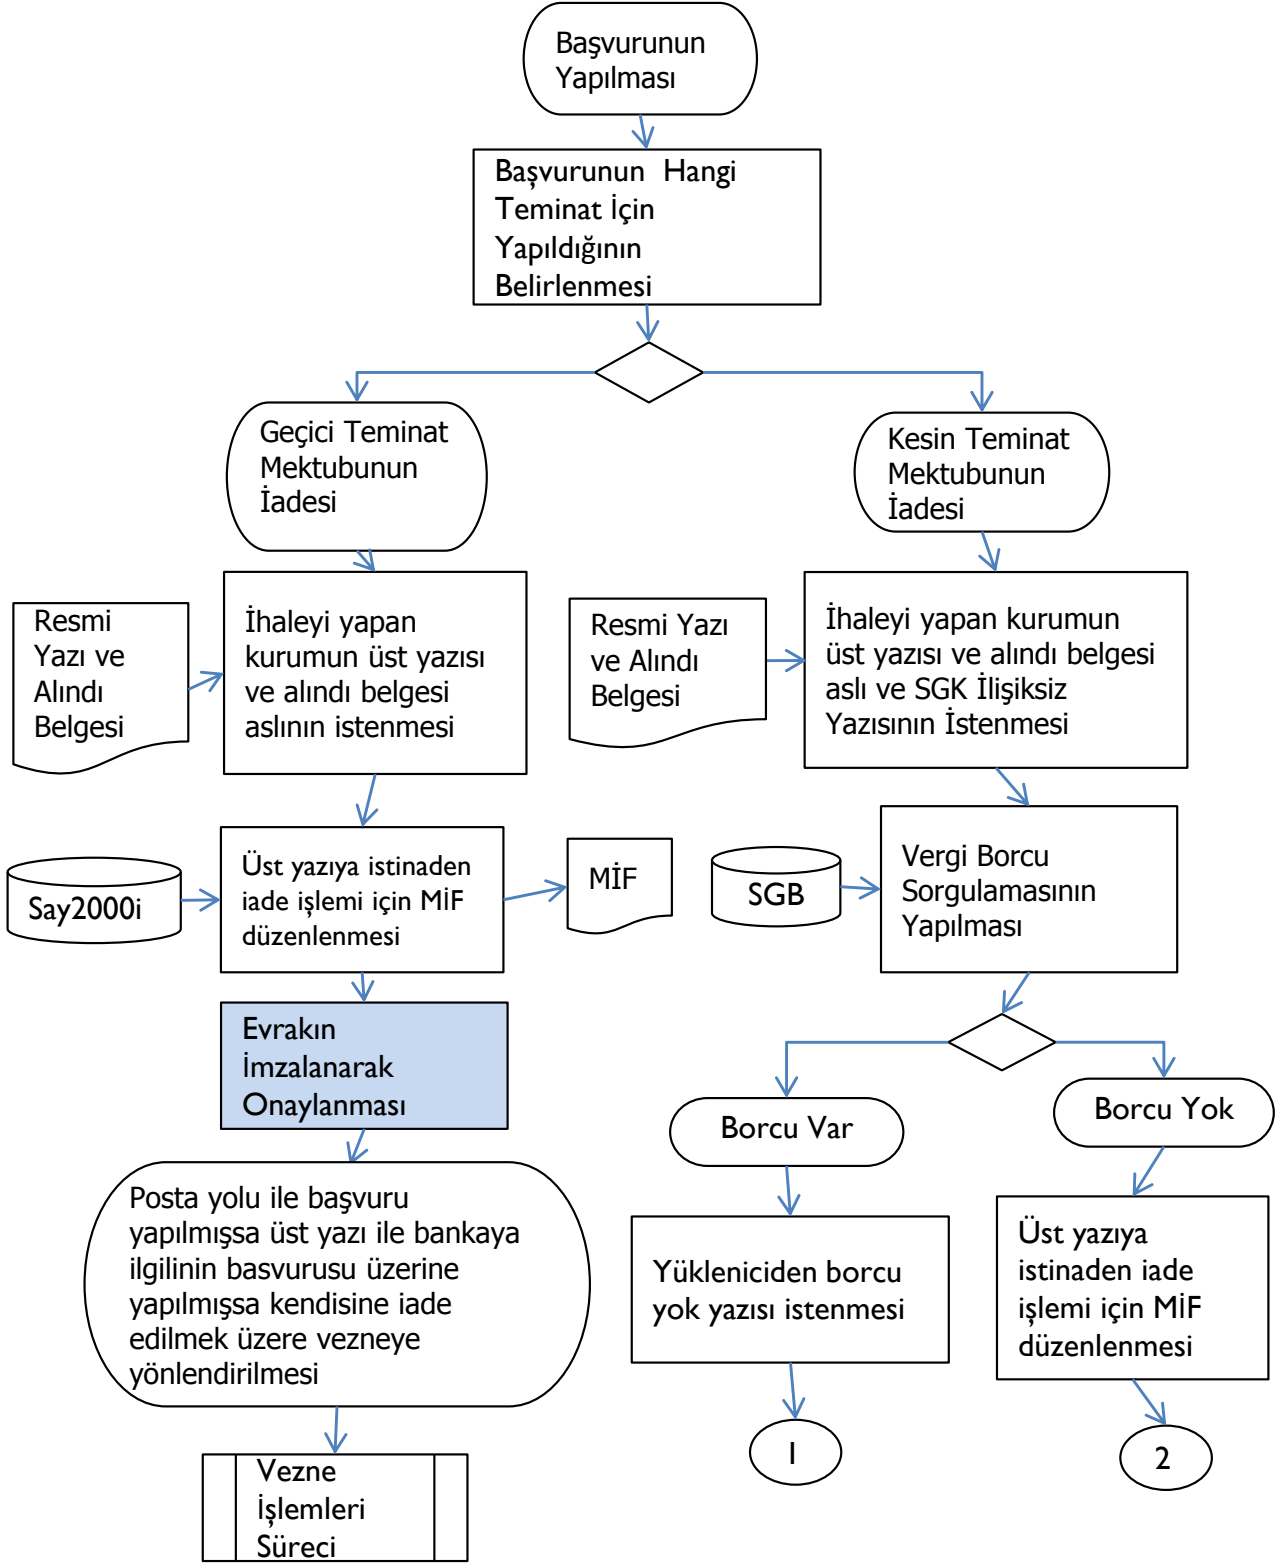 Başvurunun
Yapılması
Başvurunun Hangi
Teminat İçin
Yapıldığının
Belirlenmesi
Geçici Teminat
Mektubunun
İadesi
Kesin Teminat
Mektubunun
İadesi
Resmi
Yazı ve
Alındı
Belgesi
İhaleyi yapan
kurumun üst yazısı
ve alındı belgesi
aslının istenmesi
Resmi Yazı
ve Alındı
Belgesi
İhaleyi yapan kurumun
üst yazısı ve alındı belgesi
aslı ve SGK İlişiksiz
Yazısının İstenmesi
Say2000i
Üst yazıya istinaden
iade işlemi için MİF
düzenlenmesi
MİF
SGB
Vergi Borcu
Sorgulamasının
Yapılması
Evrakın
İmzalanarak
Onaylanması
Borcu Var
Borcu Yok
Posta yolu ile başvuru
yapılmışsa üst yazı ile bankaya
ilgilinin basvurusu üzerine
yapılmışsa kendisine iade
edilmek üzere vezneye
yönlendirilmesi
Yükleniciden borcu
yok yazısı istenmesi
Üst yazıya
istinaden iade
işlemi için MİF
düzenlenmesi
1
2
Vezne
İşlemleri
Süreci